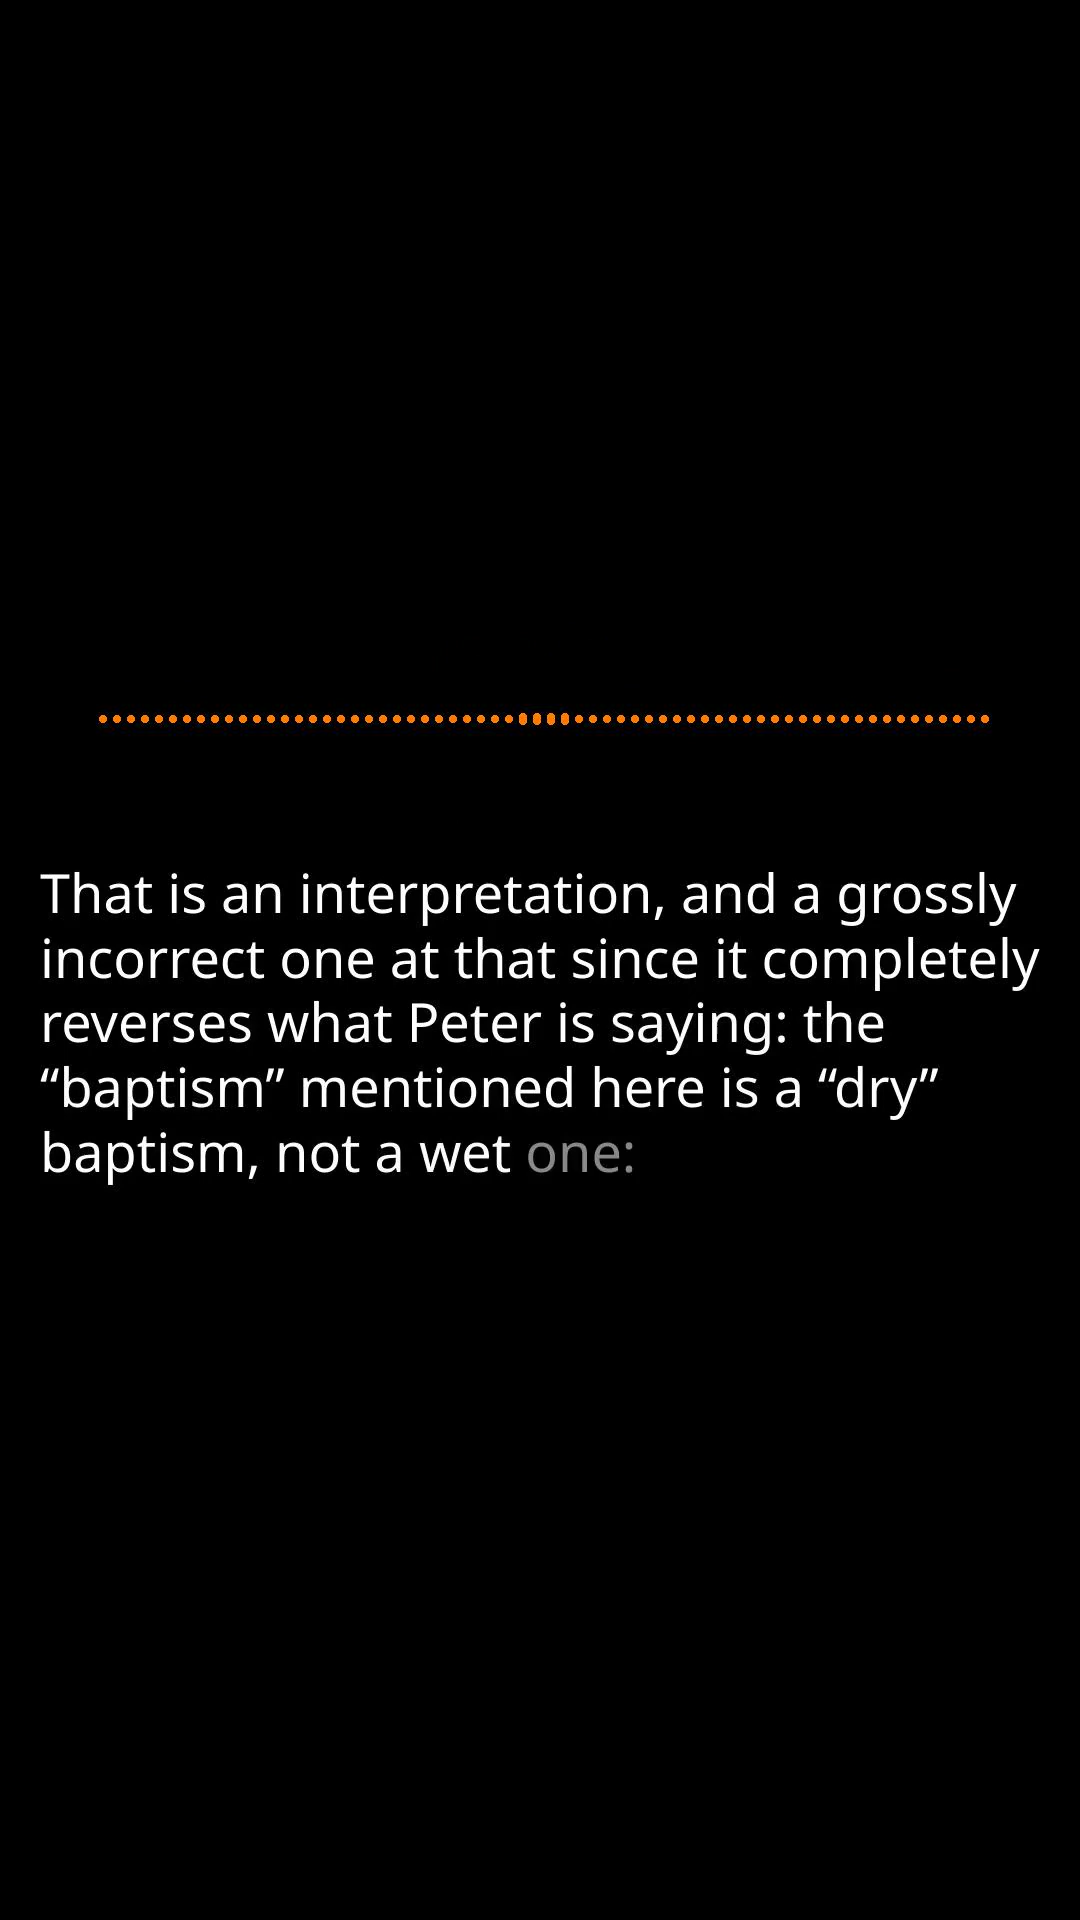 That is an interpretation, and a grossly
incorrect one at that since it completely
reverses what Peter is saying: the
“baptism” mentioned here is a “dry”
baptism, not a wet one: